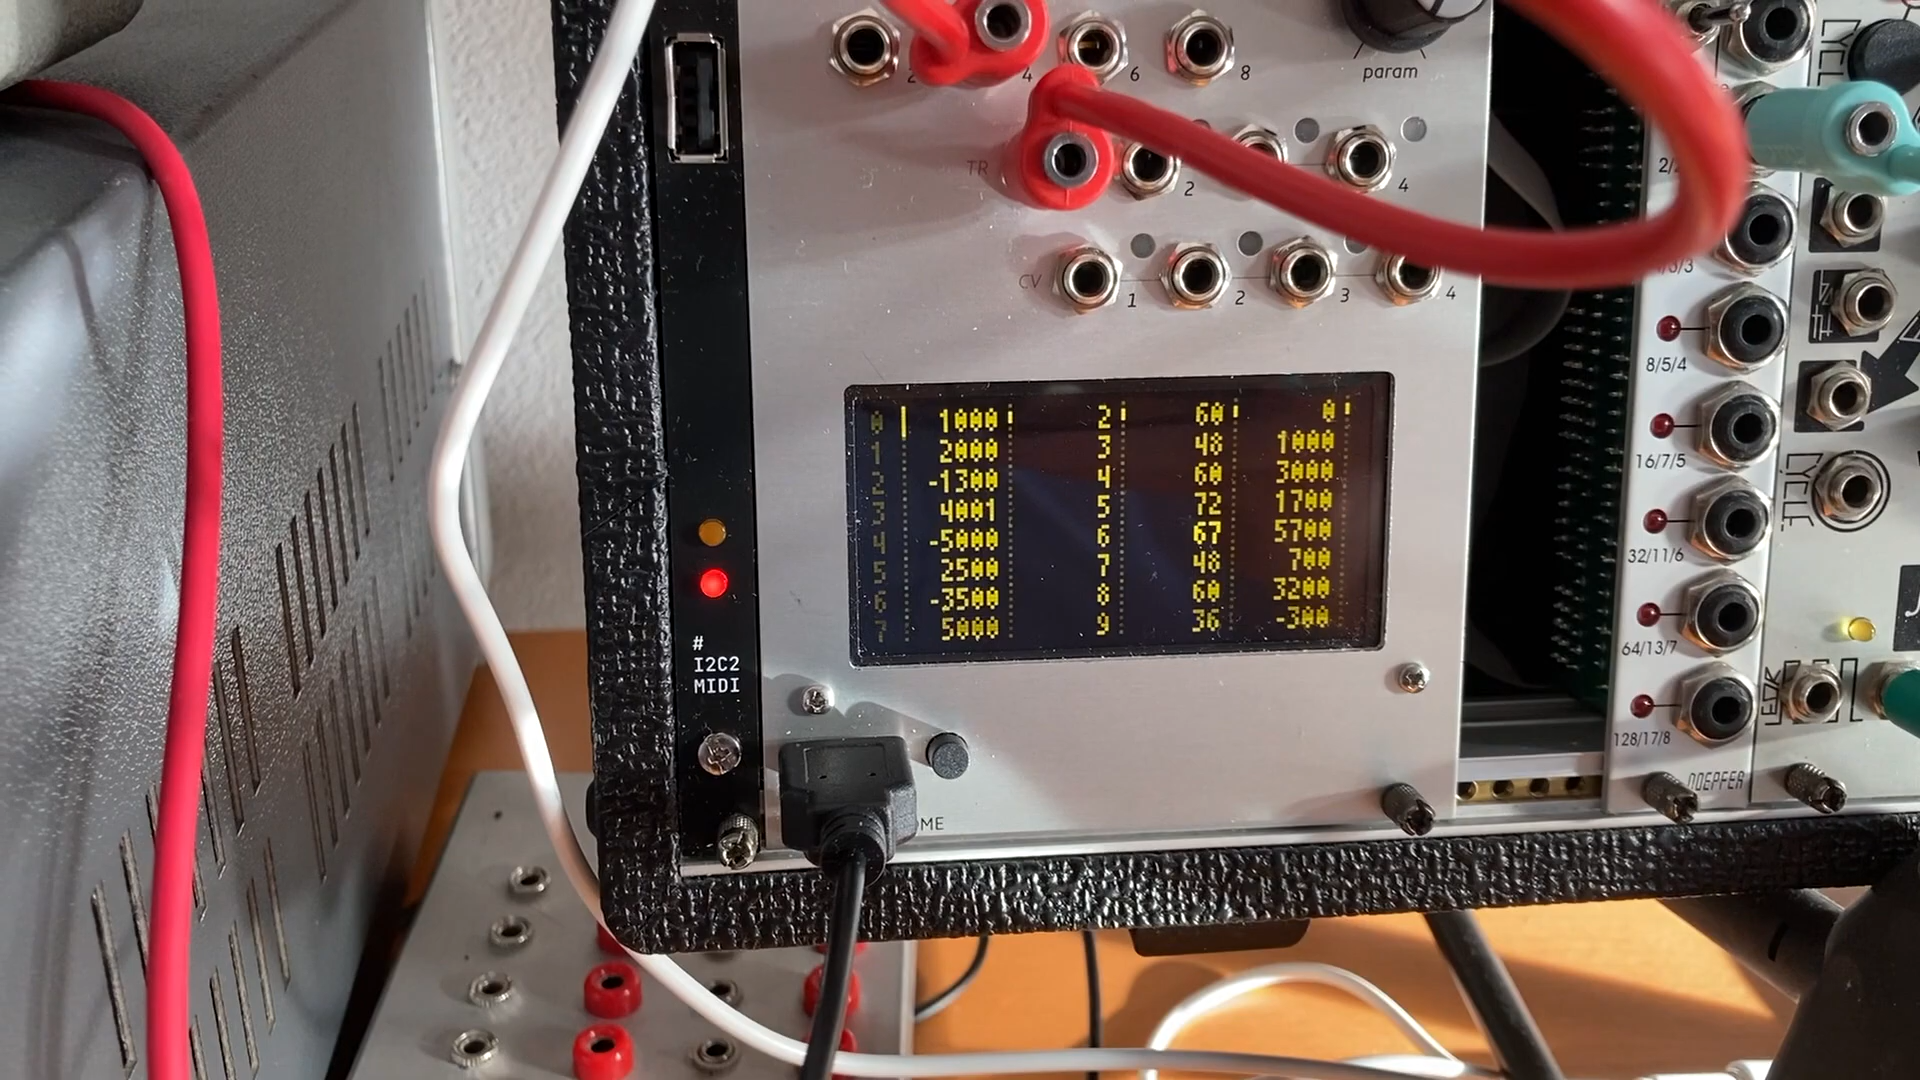 2 4 6 8
param
TR 2 4
CV 1 2 3 4
0 1000 2 60 0
1 2000 3 48 1000
2 -1300 4 60 3000
3 4001 5 72 1700
4 -5000 6 67 5700
5 2500 7 48 700
6 -3500 8 60 3200
7 5000 9 36 -300
#
I2C2
MIDI
OME
8/5/4
16/7/5
32/11/6
64/13/7
128/17/8
DOEPFER
CYCLE